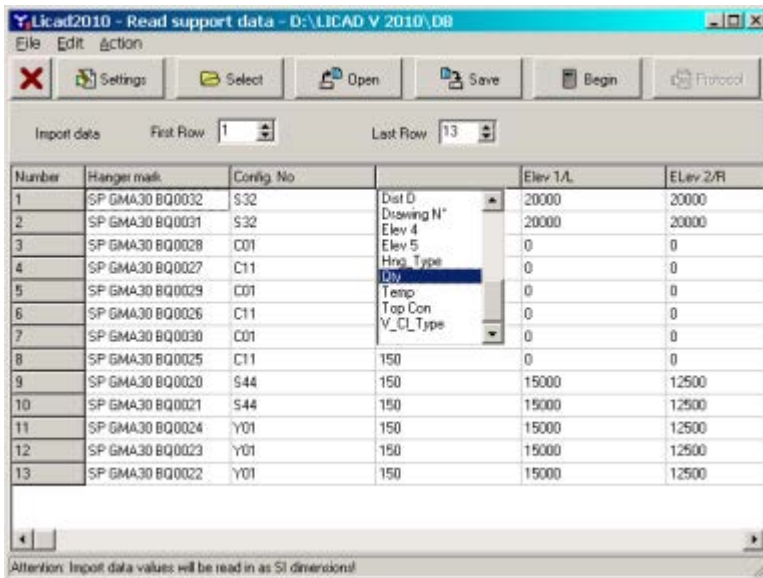 Licad2010 - Read support data - D:\LICAD V 2010\DB
File Edit Action
Settings Select Open Save Begin Protocol
Import data First Row 1 Last Row 13
Number Hanger mark Config. No Elev 1/L ELev 2/R
1 SP GMA30 BQ0032 S32 20000 20000
2 SP GMA30 BQ0031 S32 20000 20000
3 SP GMA30 BQ0028 C01 0 0
4 SP GMA30 BQ0027 C11 0 0
5 SP GMA30 BQ0029 C01 0 0
6 SP GMA30 BQ0026 C11 0 0
7 SP GMA30 BQ0030 C01 0 0
8 SP GMA30 BQ0025 C11 150 0 0
9 SP GMA30 BQ0020 S44 150 15000 12500
10 SP GMA30 BQ0021 S44 150 15000 12500
11 SP GMA30 BQ0024 Y01 150 15000 12500
12 SP GMA30 BQ0023 Y01 150 15000 12500
13 SP GMA30 BQ0022 Y01 150 15000 12500
Dist D
Drawing N°
Elev 4
Elev 5
Hng_Type
Qty
Temp
Top Con
V_Cl_Type
Attention: Import data values will be read in as SI dimensions!